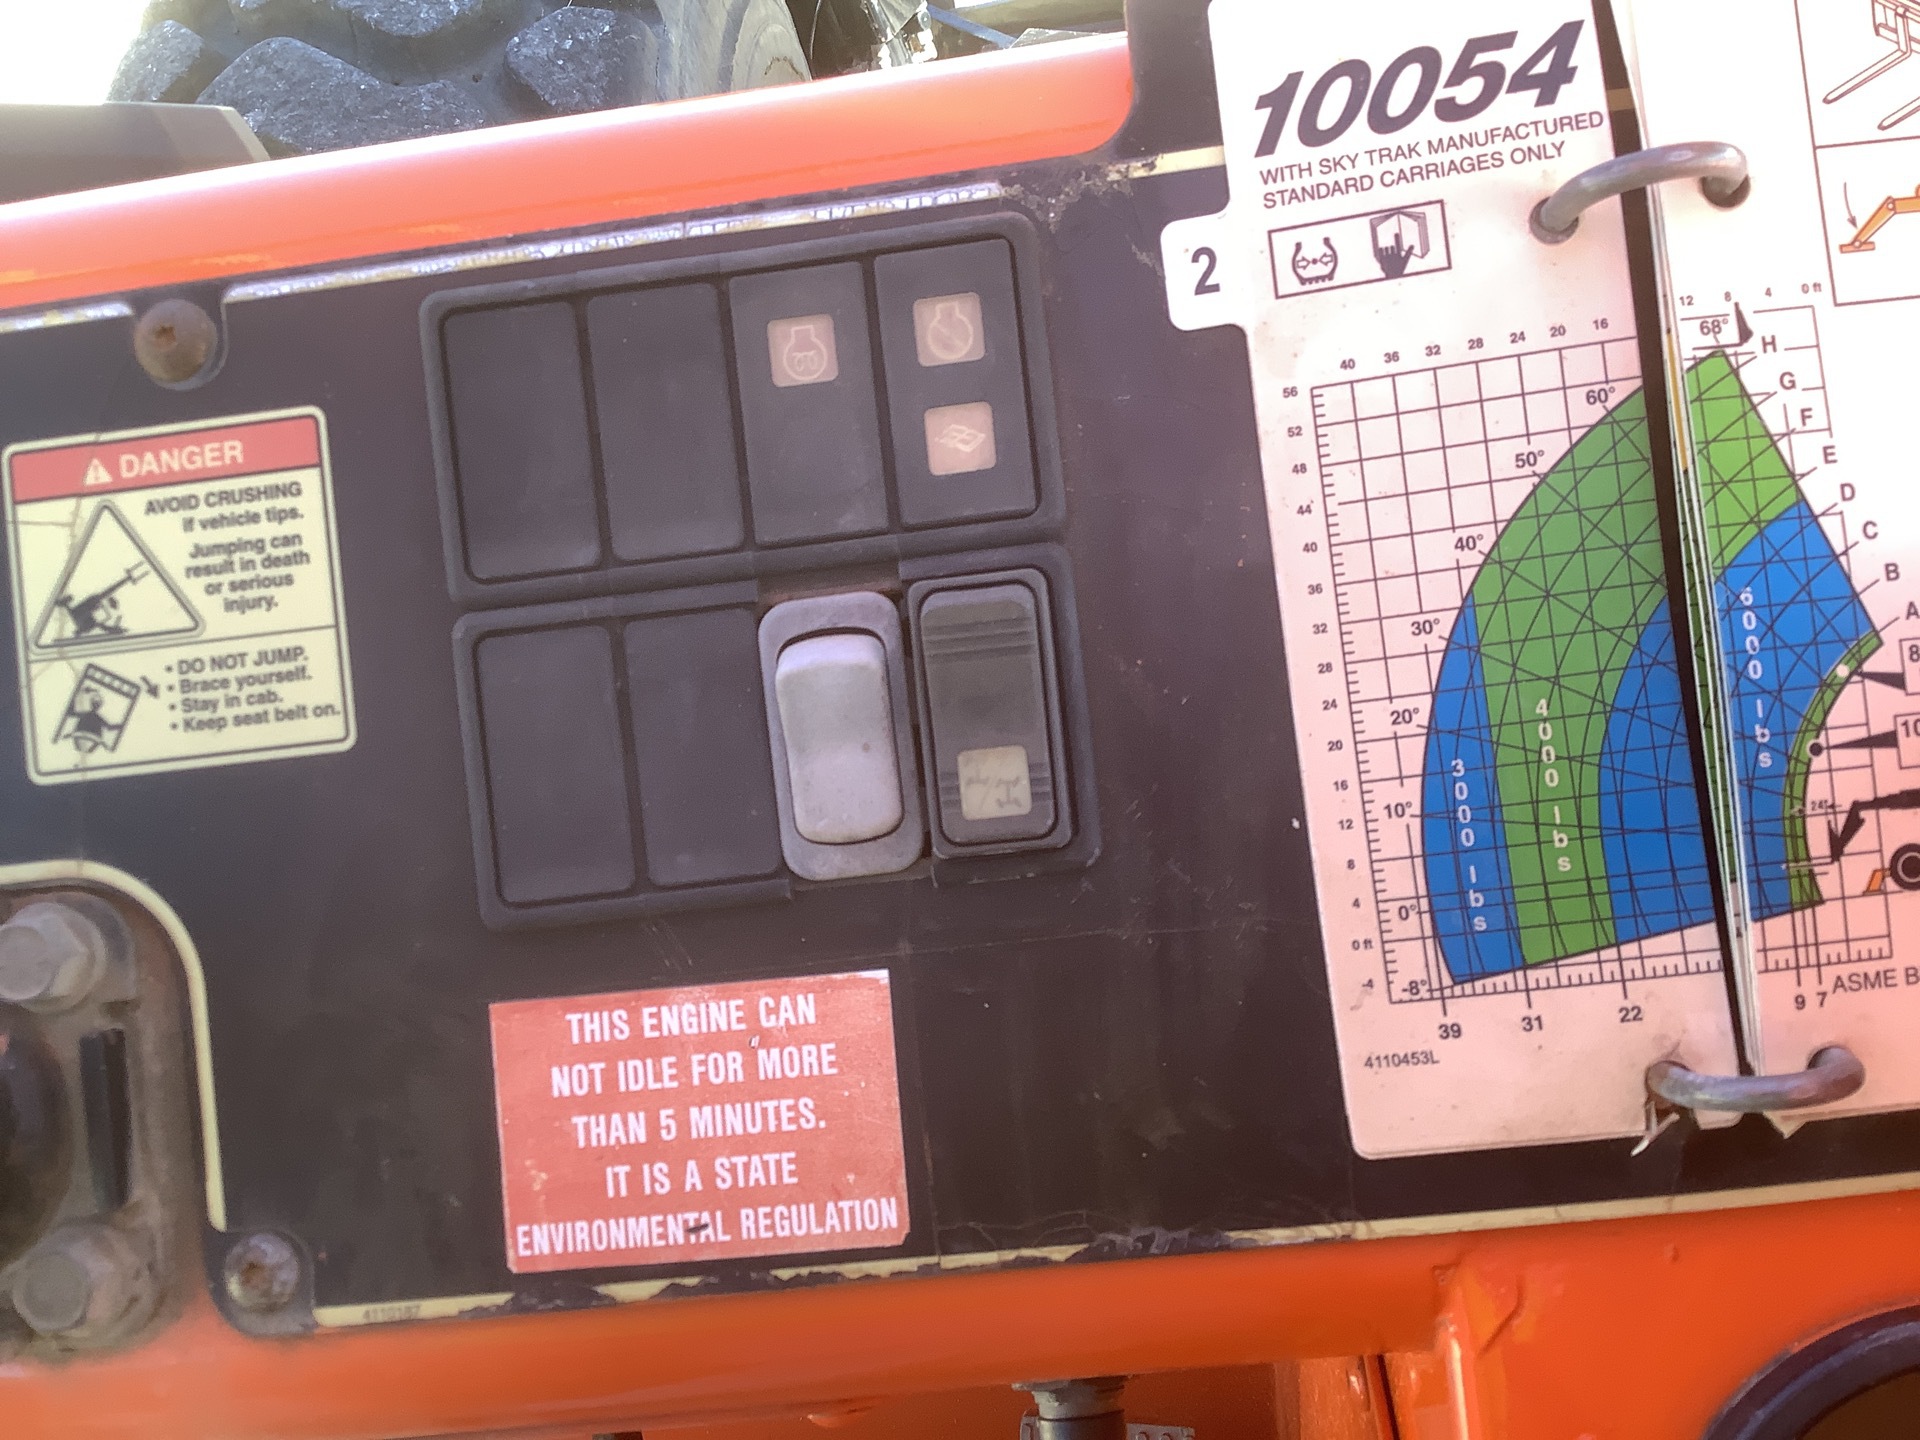 10054
WITH SKY TRAK MANUFACTURED
STANDARD CARRIAGES ONLY
2
DANGER
AVOID CRUSHING
if vehicle tips.
Jumping can
result in death
or serious
injury.
• DO NOT JUMP.
• Brace yourself.
• Stay in cab.
• Keep seat belt on.
THIS ENGINE CAN
NOT IDLE FOR MORE
THAN 5 MINUTES.
IT IS A STATE
ENVIRONMENTAL REGULATION
4110187
40 36 32 28 24 20 16 12 8 4 0 ft
56
52
48
44
40
36
32
28
24
20
16
12
8
4
0 ft
-4
68°
60°
50°
40°
30°
20°
10°
0°
-8°
H
G
F
E
D
C
B
A
3000 lbs
4000 lbs
6000 lbs
8
10
24"
39 31 22 9 7
ASME B
4110453L